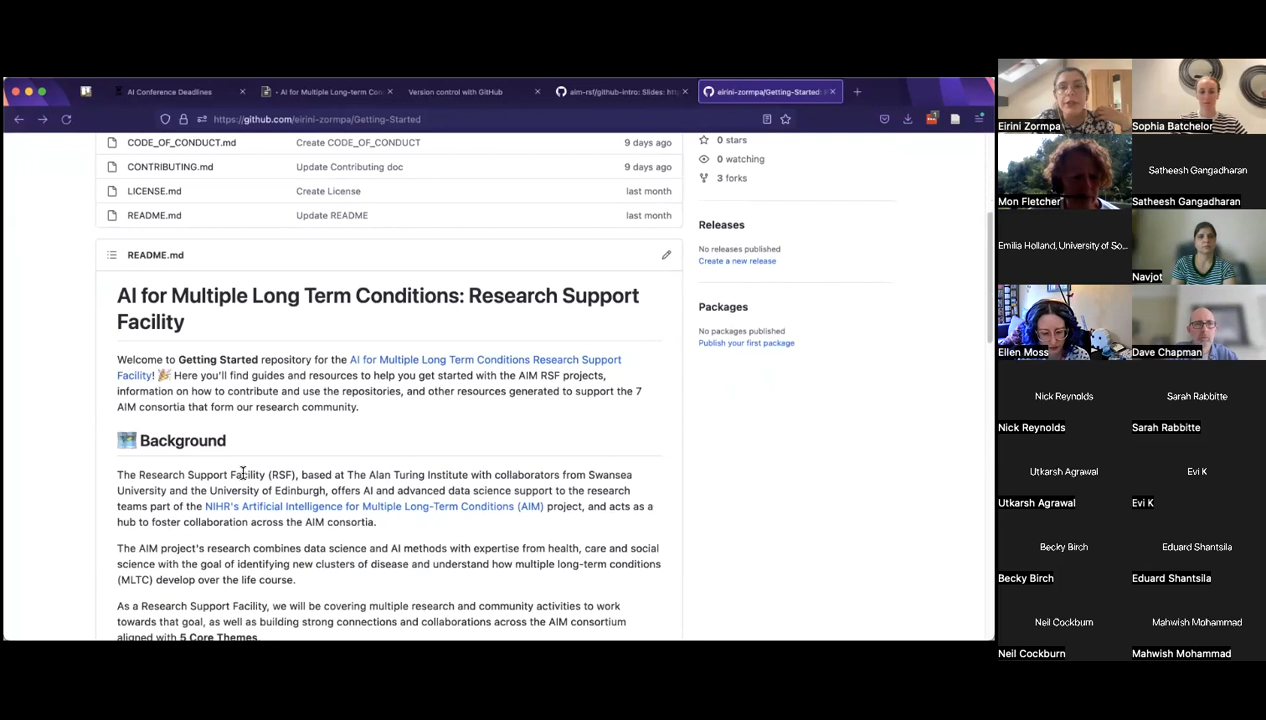 AI Conference Deadlines
- AI for Multiple Long-term Con
Version control with GitHub
aim-rsf/github-intro: Slides: htt
eirini-zormpa/Getting-Started:
https://github.com/eirini-zormpa/Getting-Started
CODE_OF_CONDUCT.md Create CODE_OF_CONDUCT 9 days ago
CONTRIBUTING.md Update Contributing doc 9 days ago
LICENSE.md Create License last month
README.md Update README last month
0 stars
0 watching
3 forks
Releases
No releases published
Create a new release
Packages
No packages published
Publish your first package
README.md
AI for Multiple Long Term Conditions: Research Support
Facility
Welcome to Getting Started repository for the AI for Multiple Long Term Conditions Research Support
Facility! 🎉 Here you'll find guides and resources to help you get started with the AIM RSF projects,
information on how to contribute and use the repositories, and other resources generated to support the 7
AIM consortia that form our research community.
🗺️ Background
The Research Support Facility (RSF), based at The Alan Turing Institute with collaborators from Swansea
University and the University of Edinburgh, offers AI and advanced data science support to the research
teams part of the NIHR's Artificial Intelligence for Multiple Long-Term Conditions (AIM) project, and acts as a
hub to foster collaboration across the AIM consortia.
The AIM project's research combines data science and AI methods with expertise from health, care and social
science with the goal of identifying new clusters of disease and understand how multiple long-term conditions
(MLTC) develop over the life course.
As a Research Support Facility, we will be covering multiple research and community activities to work
towards that goal, as well as building strong connections and collaborations across the AIM consortium
aligned with 5 Core Themes.
Eirini Zormpa
Sophia Batchelor
Mon Fletcher
Satheesh Gangadharan
Satheesh Gangadharan
Emilia Holland, University of So...
Navjot
Ellen Moss
Dave Chapman
Nick Reynolds
Nick Reynolds
Sarah Rabbitte
Sarah Rabbitte
Utkarsh Agrawal
Utkarsh Agrawal
Evi K
Evi K
Becky Birch
Becky Birch
Eduard Shantsila
Eduard Shantsila
Neil Cockburn
Neil Cockburn
Mahwish Mohammad
Mahwish Mohammad